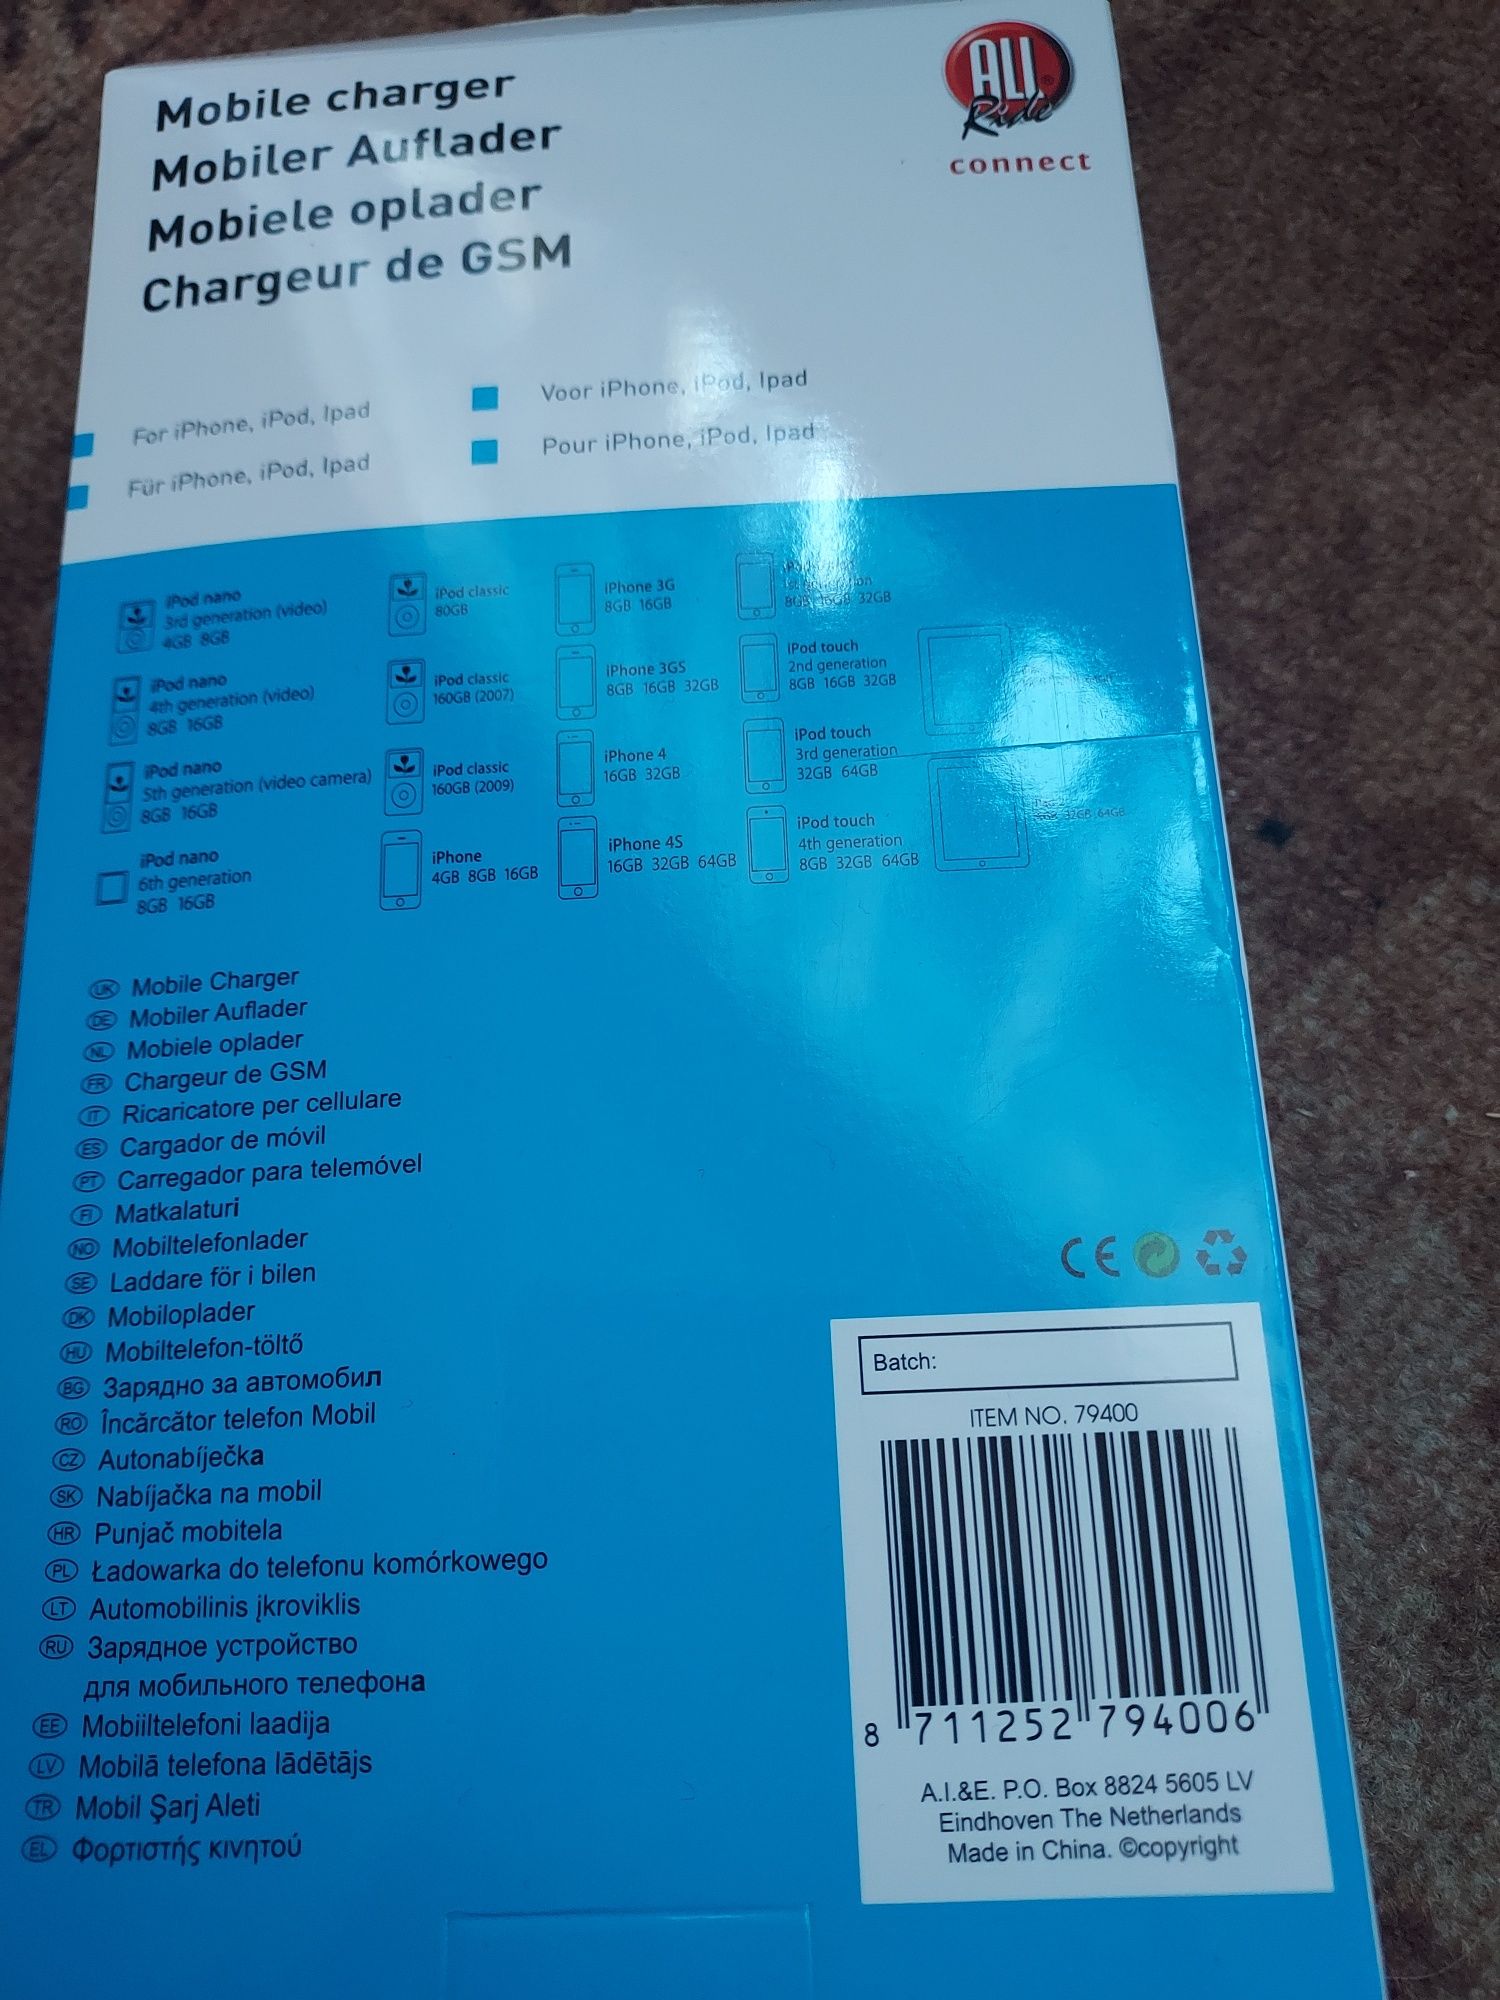 Mobile charger
Mobiler Auflader
Mobiele oplader
Chargeur de GSM
ALL
Ride
connect
For iPhone, iPod, Ipad
Für iPhone, iPod, Ipad
Voor iPhone, iPod, Ipad
Pour iPhone, iPod, Ipad
iPod nano
3rd generation (video)
4GB 8GB
iPod nano
4th generation (video)
8GB 16GB
iPod nano
5th generation (video camera)
8GB 16GB
iPod nano
6th generation
8GB 16GB
iPod classic
80GB
iPod classic
160GB (2007)
iPod classic
160GB (2009)
iPhone
4GB 8GB 16GB
iPhone 3G
8GB 16GB
iPhone 3GS
8GB 16GB 32GB
iPhone 4
16GB 32GB
iPhone 4S
16GB 32GB 64GB
8GB 16GB 32GB
iPod touch
2nd generation
8GB 16GB 32GB
iPod touch
3rd generation
32GB 64GB
iPod touch
4th generation
8GB 32GB 64GB
32GB 64GB
UK Mobile Charger
DE Mobiler Auflader
NL Mobiele oplader
FR Chargeur de GSM
IT Ricaricatore per cellulare
ES Cargador de móvil
PT Carregador para telemóvel
FI Matkalaturi
NO Mobiltelefonlader
SE Laddare för i bilen
DK Mobiloplader
HU Mobiltelefon-töltő
BG Зарядно за автомобил
RO Încărcător telefon Mobil
CZ Autonabíječka
SK Nabíjačka na mobil
HR Punjač mobitela
PL Ładowarka do telefonu komórkowego
LT Automobilinis įkroviklis
RU Зарядное устройство
для мобильного телефона
EE Mobiiltelefoni laadija
LV Mobilā telefona lādētājs
TR Mobil Şarj Aleti
EL Φορτιστής κινητού
CE
Batch:
ITEM NO. 79400
8 711252 794006
A.I.&E. P.O. Box 8824 5605 LV
Eindhoven The Netherlands
Made in China. ©copyright